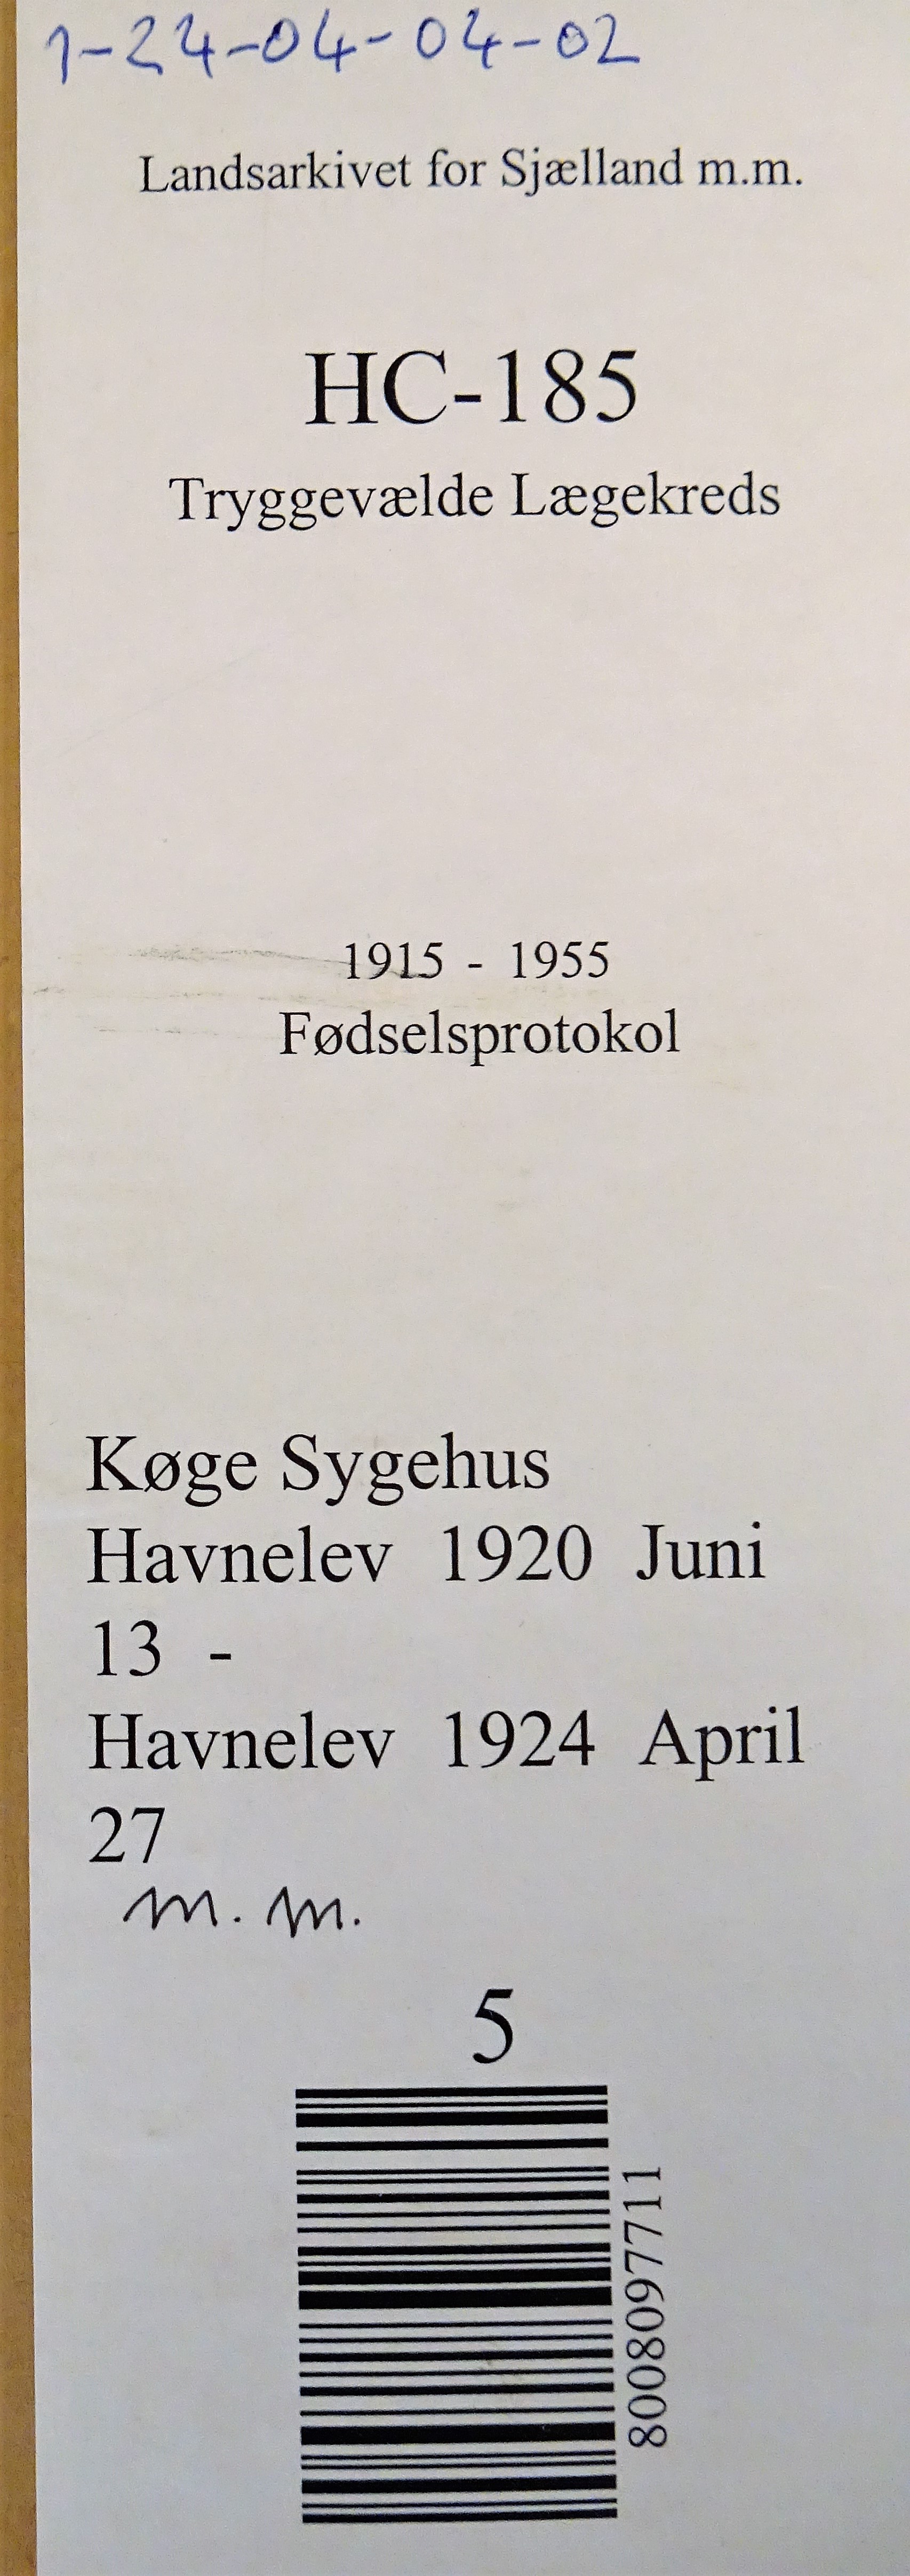 1-24-04-04-02
Landsarkivet for Sjælland m.m.
HC-185
Tryggevælde Lægekreds
1915 - 1955
Fødselsprotokol
Køge Sygehus
Havnelev 1920 Juni
13 -
Havnelev 1924 April
27
m.m.
5
8008097711